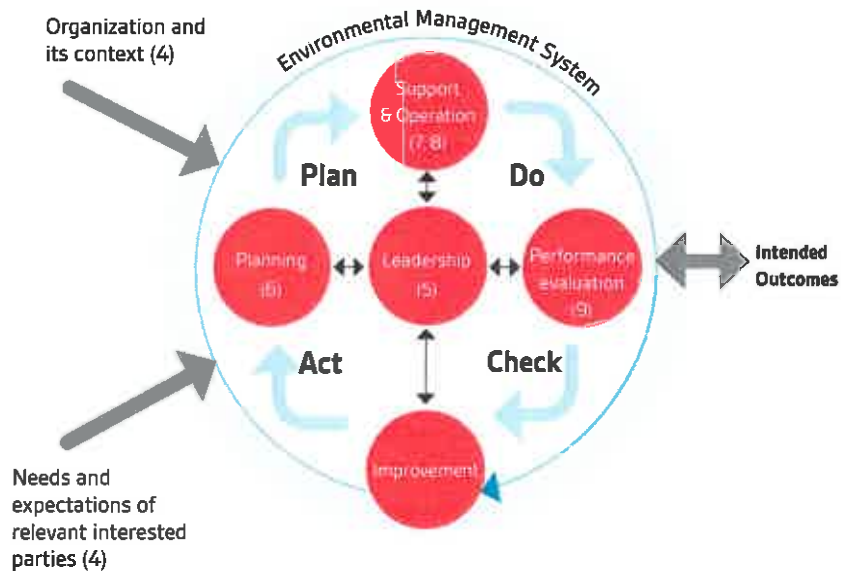 Organization and
its context (4)
Environmental Management System
Support
& Operation
(7, 8)
Plan
Do
Planning
(6)
Leadership
(5)
Performance
evaluation
(9)
Intended
Outcomes
Act
Check
Improvement
Needs and
expectations of
relevant interested
parties (4)